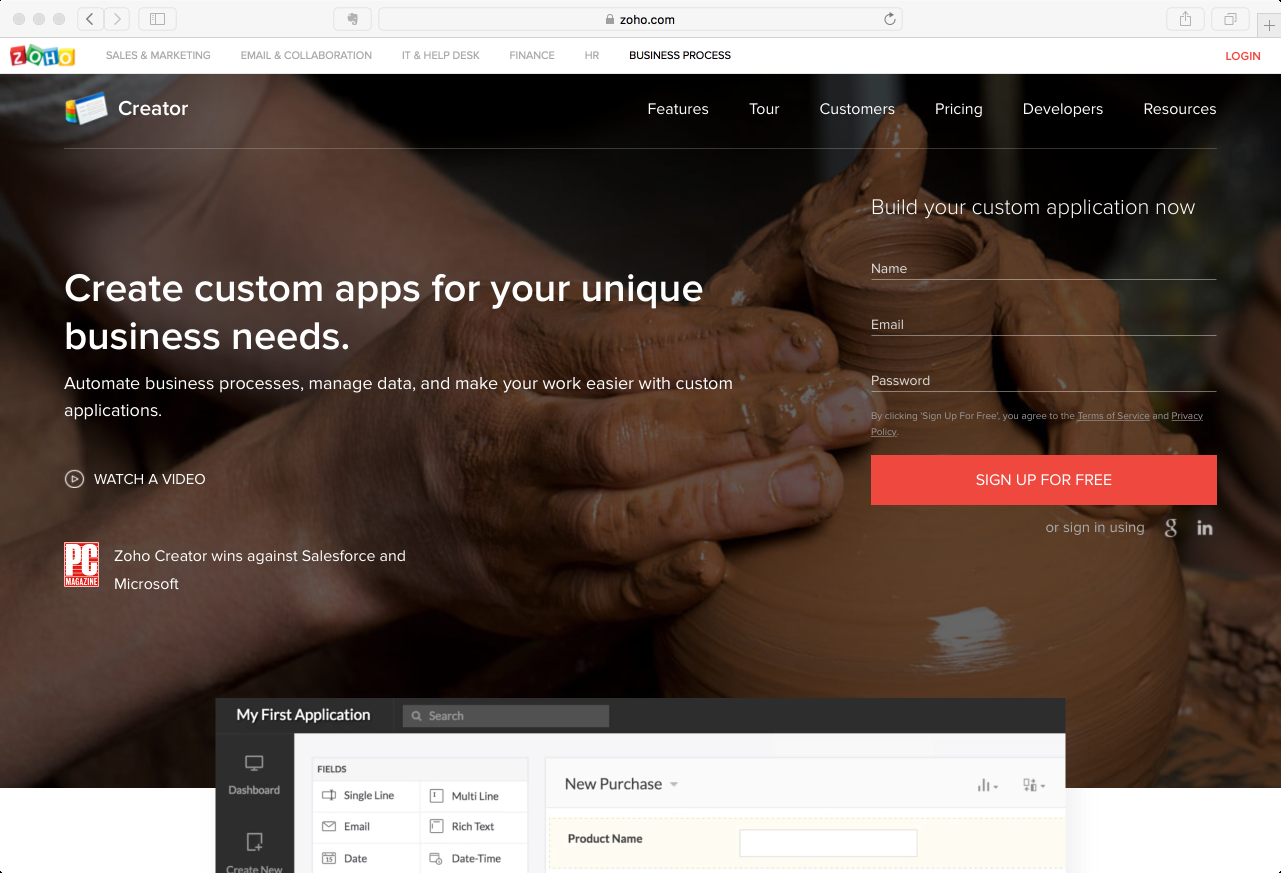 zoho.com
ZOHO
SALES & MARKETING
EMAIL & COLLABORATION
IT & HELP DESK
FINANCE
HR
BUSINESS PROCESS
LOGIN
Creator
Features
Tour
Customers
Pricing
Developers
Resources
Build your custom application now
Name
Email
Password
By clicking 'Sign Up For Free', you agree to the Terms of Service and Privacy
Policy.
SIGN UP FOR FREE
or sign in using
g
in
Create custom apps for your unique
business needs.
Automate business processes, manage data, and make your work easier with custom
applications.
WATCH A VIDEO
PC
MAGAZINE
Zoho Creator wins against Salesforce and
Microsoft
My First Application
Search
Dashboard
Create New
FIELDS
Single Line
Multi Line
Email
Rich Text
15
Date
Date-Time
New Purchase
Product Name